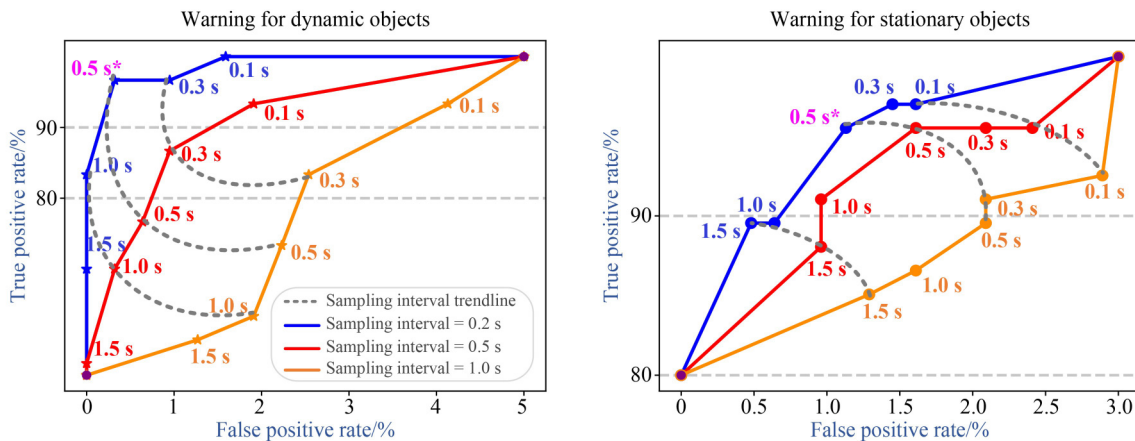 Warning for dynamic objects
True positive rate/%
90
80
0.5 s*
0.3 s
0.1 s
1.0 s
1.5 s
0.1 s
0.3 s
0.5 s
1.0 s
1.5 s
0.1 s
0.3 s
0.5 s
1.0 s
1.5 s
Sampling interval trendline
Sampling interval = 0.2 s
Sampling interval = 0.5 s
Sampling interval = 1.0 s
0 1 2 3 4 5
False positive rate/%
Warning for stationary objects
True positive rate/%
90
80
0.3 s
0.1 s
0.5 s*
1.0 s
1.5 s
0.1 s
0.3 s
0.5 s
1.0 s
1.5 s
0.1 s
0.3 s
0.5 s
1.0 s
1.5 s
0 0.5 1.0 1.5 2.0 2.5 3.0
False positive rate/%